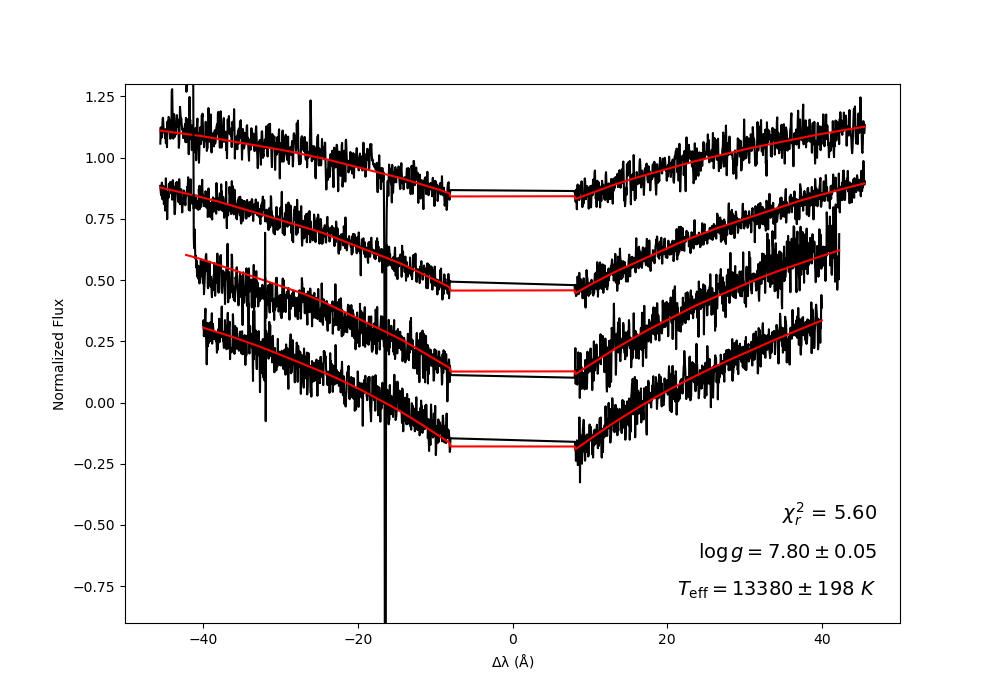 1.25
1.00
0.75
0.50
0.25
0.00
−0.25
−0.50
−0.75
Normalized Flux
χ²ᵣ = 5.60
log g = 7.80 ± 0.05
T_eff = 13380 ± 198 K
−40 −20 0 20 40
Δλ (Å)